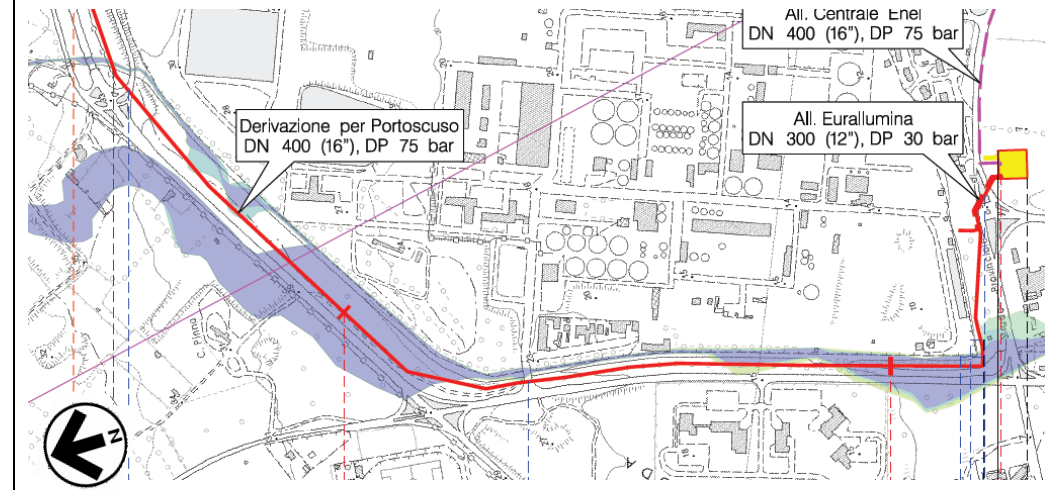 All. Centrale Enel
DN 400 (16"), DP 75 bar
Derivazione per Portoscuso
DN 400 (16"), DP 75 bar
All. Eurallumina
DN 300 (12"), DP 30 bar
C. Pinna
N